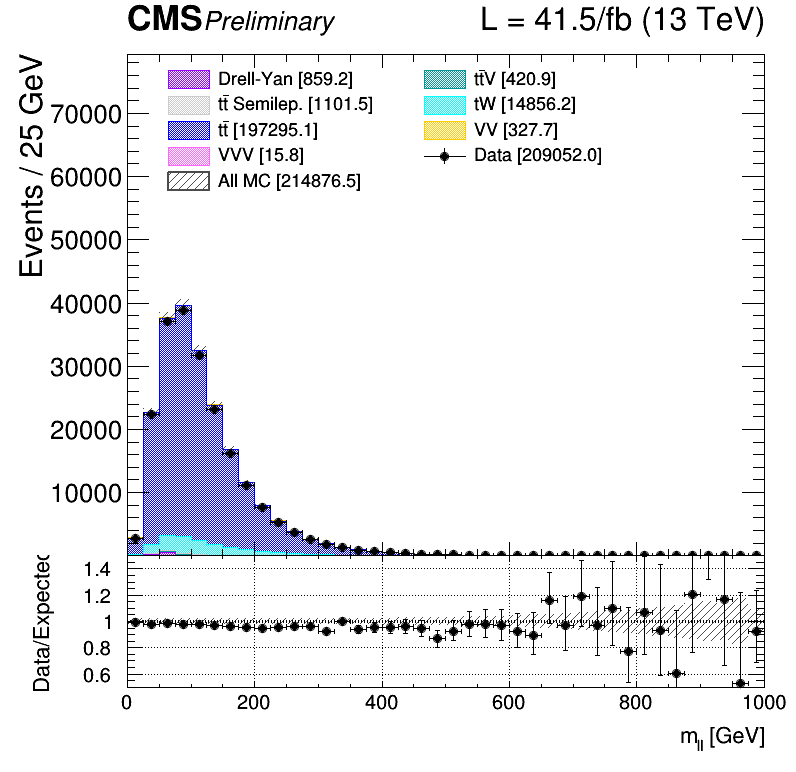 CMS Preliminary L = 41.5/fb (13 TeV)
Drell-Yan [859.2] tt̄V [420.9]
tt̄ Semilep. [1101.5] tW [14856.2]
tt̄ [197295.1] VV [327.7]
VVV [15.8] Data [209052.0]
All MC [214876.5]
Events / 25 GeV
70000
60000
50000
40000
30000
20000
10000
Data/Expected
1.4
1.2
1
0.8
0.6
0 200 400 600 800 1000
m_ll [GeV]